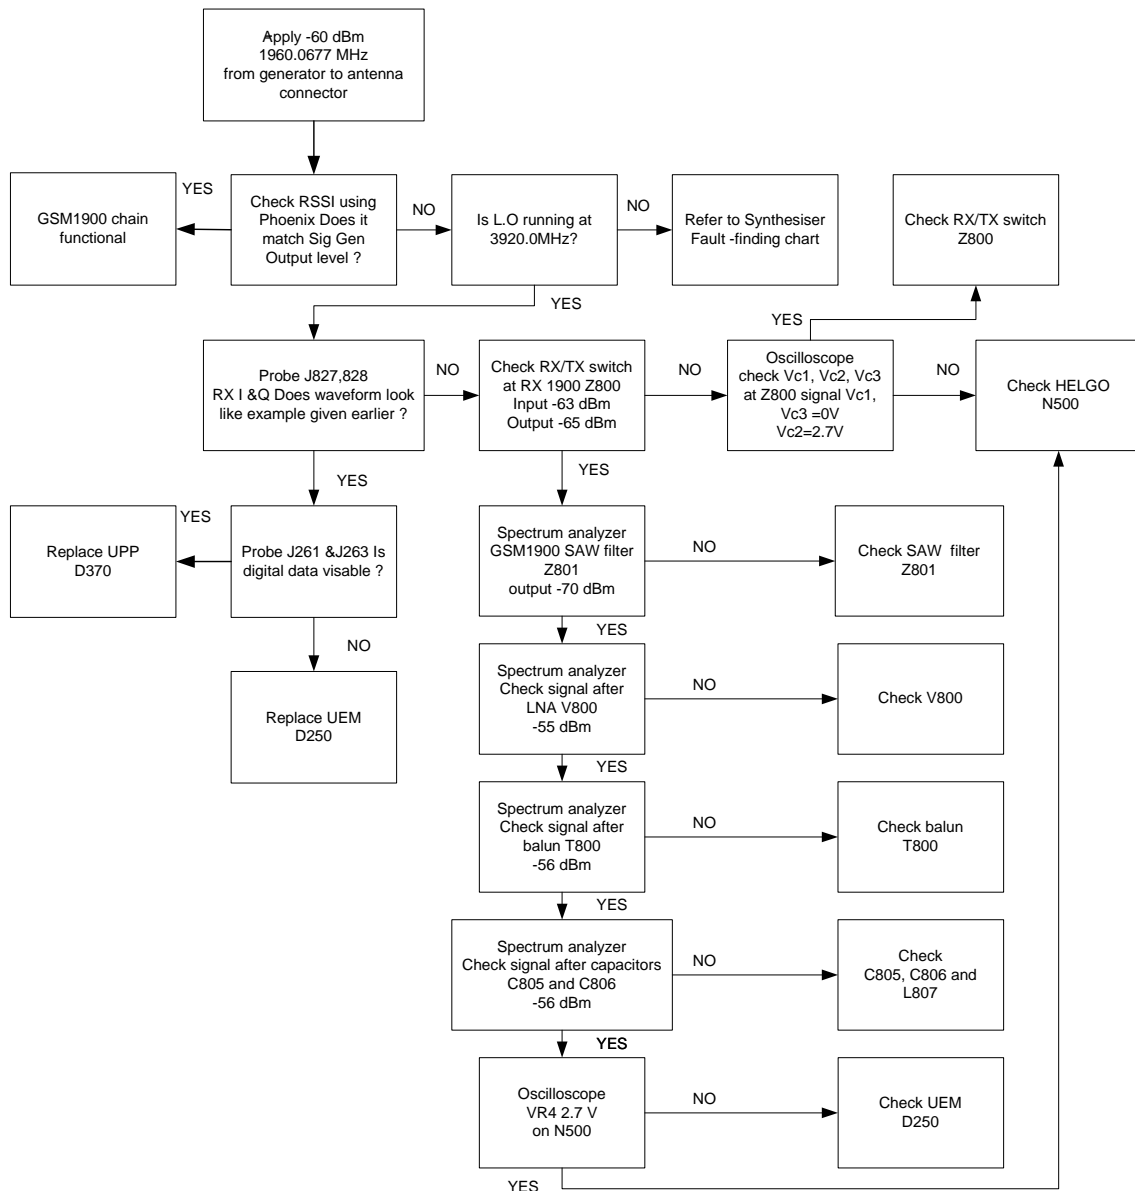 Apply -60 dBm
1960.0677 MHz
from generator to antenna
connector
YES
GSM1900 chain
functional
Check RSSI using
Phoenix Does it
match Sig Gen
Output level ?
NO
Is L.O running at
3920.0MHz?
NO
Refer to Synthesiser
Fault -finding chart
Check RX/TX switch
Z800
YES
YES
Probe J827,828
RX I &Q Does waveform look
like example given earlier ?
NO
Check RX/TX switch
at RX 1900 Z800
Input -63 dBm
Output -65 dBm
NO
Oscilloscope
check Vc1, Vc2, Vc3
at Z800 signal Vc1,
Vc3 =0V
Vc2=2.7V
NO
Check HELGO
N500
YES
YES
YES
Replace UPP
D370
Probe J261 &J263 Is
digital data visable ?
NO
Replace UEM
D250
Spectrum analyzer
GSM1900 SAW filter
Z801
output -70 dBm
NO
Check SAW  filter
Z801
YES
Spectrum analyzer
Check signal after
LNA V800
-55 dBm
NO
Check V800
YES
Spectrum analyzer
Check signal after
balun T800
-56 dBm
NO
Check balun
T800
YES
Spectrum analyzer
Check signal after capacitors
C805 and C806
-56 dBm
NO
Check
C805, C806 and
L807
YES
Oscilloscope
VR4 2.7 V
on N500
NO
Check UEM
D250
YES